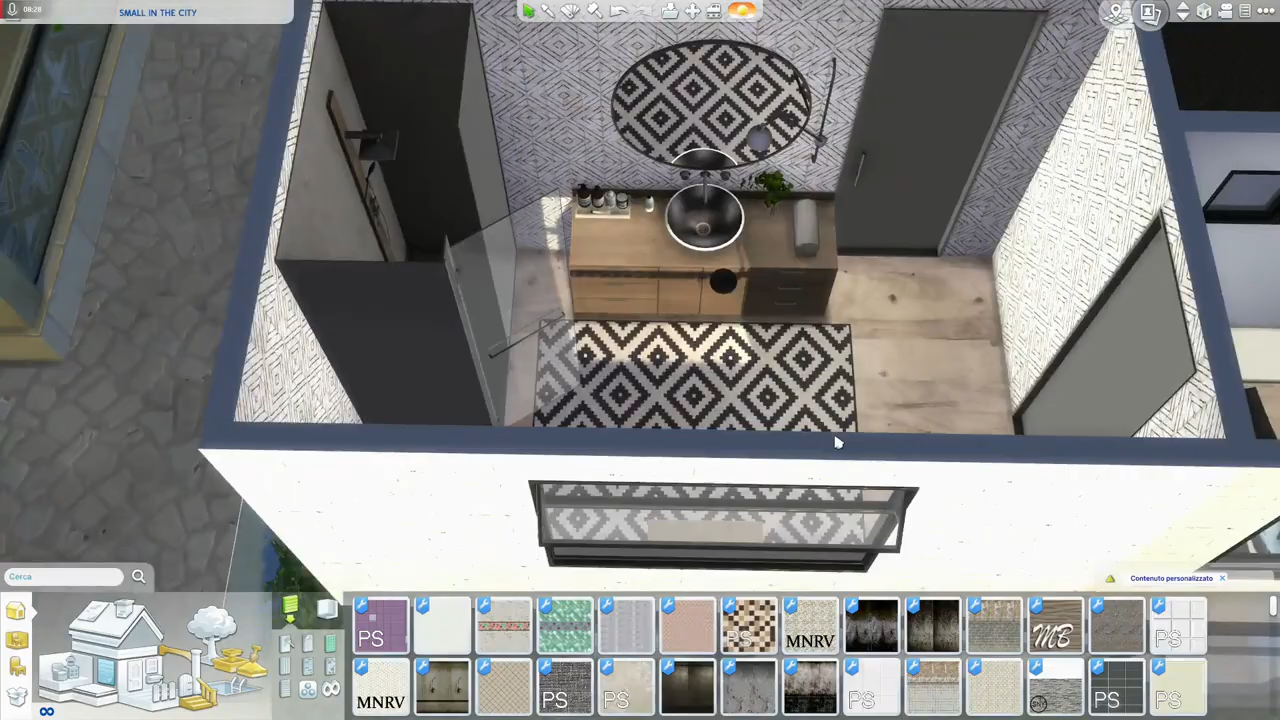 08:28
SMALL IN THE CITY
Cerca
Contenuto personalizzato
PS
PS
MNRV
MB
PS
MNRV
PS
PS
PS
PS
PS